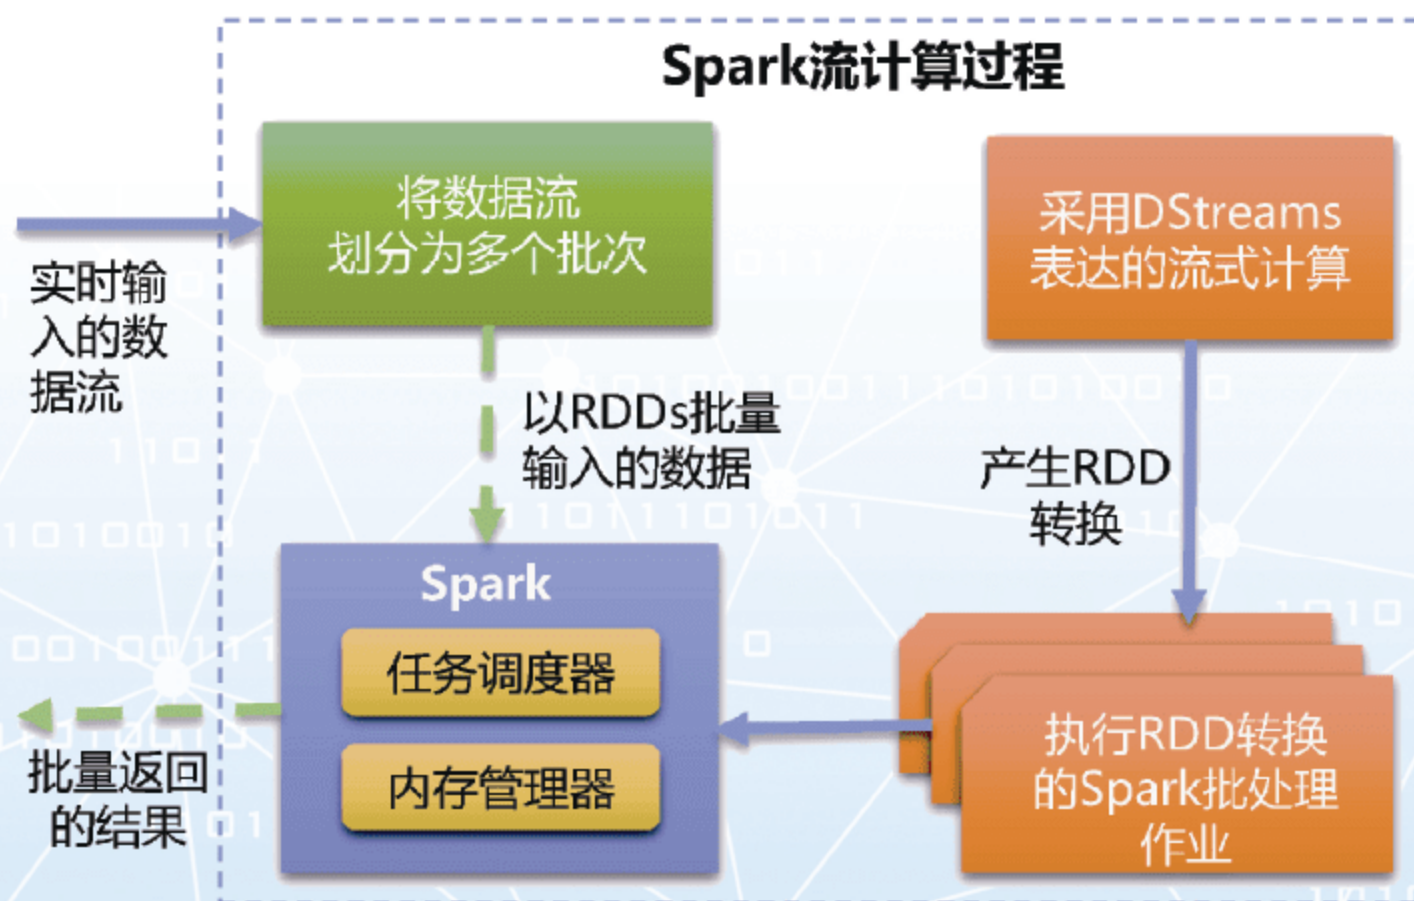 Spark流计算过程
将数据流
划分为多个批次
采用DStreams
表达的流式计算
实时输
入的数
据流
以RDDs批量
输入的数据
产生RDD
转换
Spark
任务调度器
内存管理器
执行RDD转换
的Spark批处理
作业
批量返回
的结果